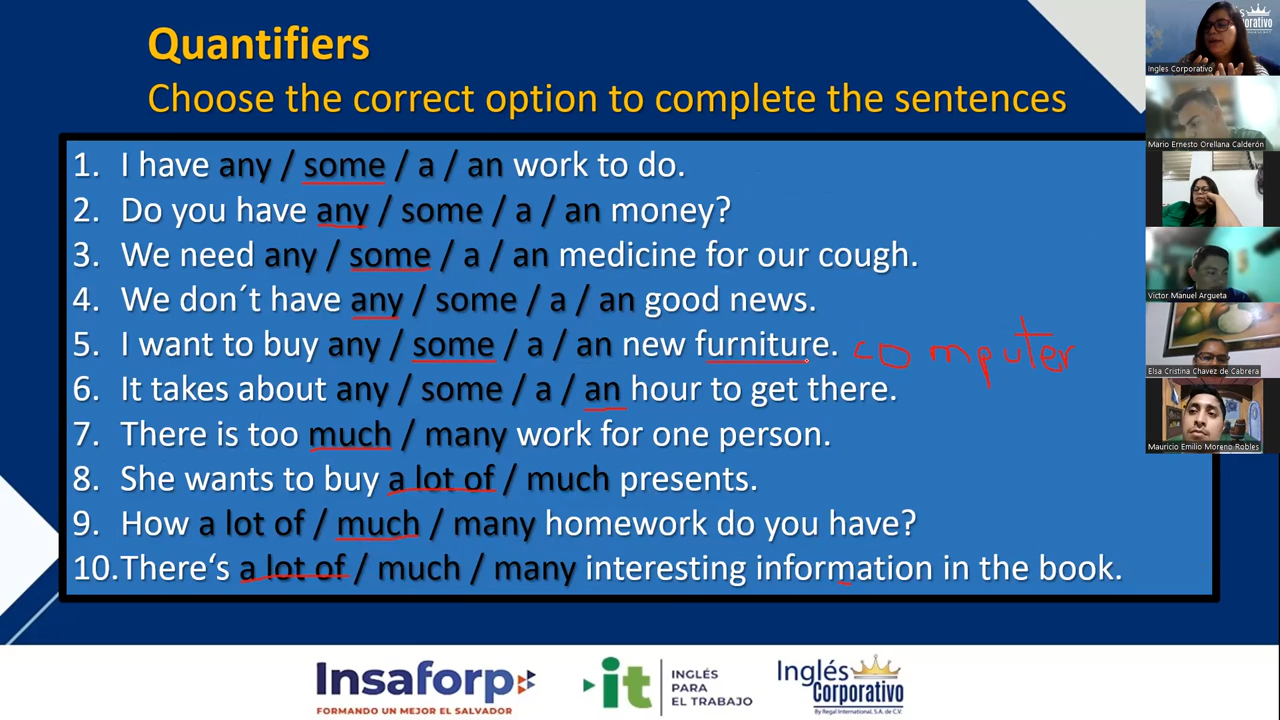 Quantifiers
Choose the correct option to complete the sentences
1. I have any / some / a / an work to do.
2. Do you have any / some / a / an money?
3. We need any / some / a / an medicine for our cough.
4. We don´t have any / some / a / an good news.
5. I want to buy any / some / a / an new furniture. computer
6. It takes about any / some / a / an hour to get there.
7. There is too much / many work for one person.
8. She wants to buy a lot of / much presents.
9. How a lot of / much / many homework do you have?
10.There‘s a lot of / much / many interesting information in the book.
Insaforp
FORMANDO UN MEJOR EL SALVADOR
it
INGLÉS
PARA
EL TRABAJO
Inglés
Corporativo
By Regal International, S.A. de C.V.
Ingles Corporativo
Mario Ernesto Orellana Calderón
Victor Manuel Argueta
Elsa Cristina Chavez de Cabrera
Mauricio Emilio Moreno Robles